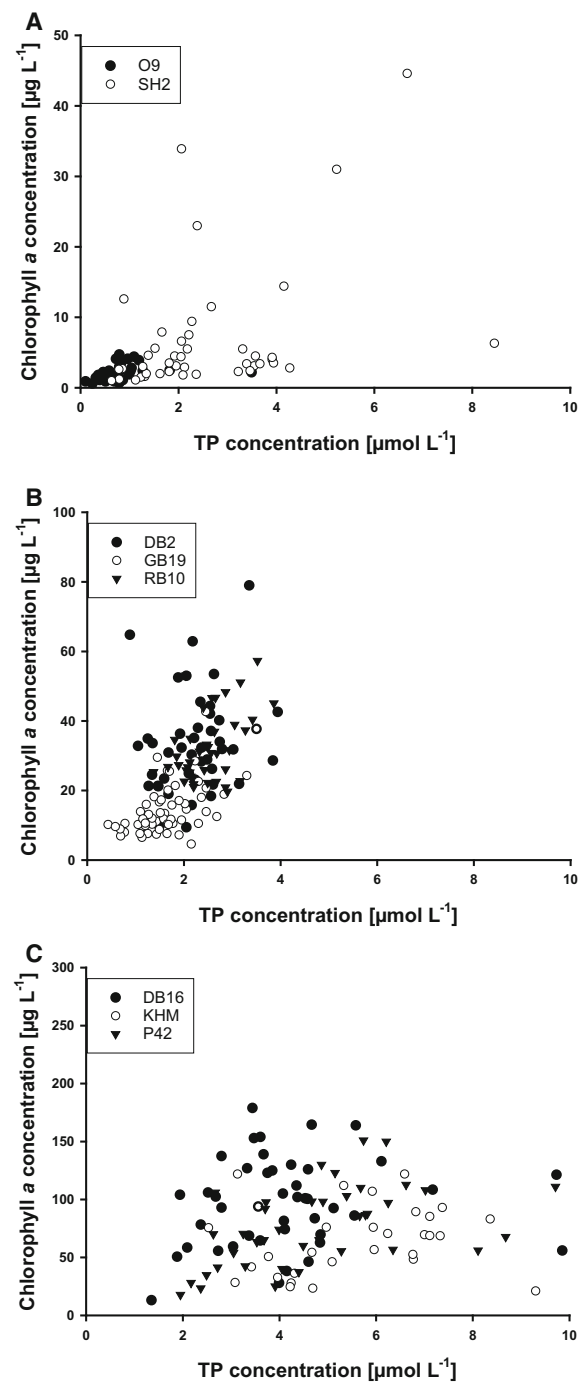 A
50
40
30
20
10
0
Chlorophyll a concentration [µg L-1]
O9
SH2
0 2 4 6 8 10
TP concentration [µmol L-1]
B
100
80
60
40
20
0
Chlorophyll a concentration [µg L-1]
DB2
GB19
RB10
0 2 4 6 8 10
TP concentration [µmol L-1]
C
300
250
200
150
100
50
0
Chlorophyll a concentration [µg L-1]
DB16
KHM
P42
0 2 4 6 8 10
TP concentration [µmol L-1]